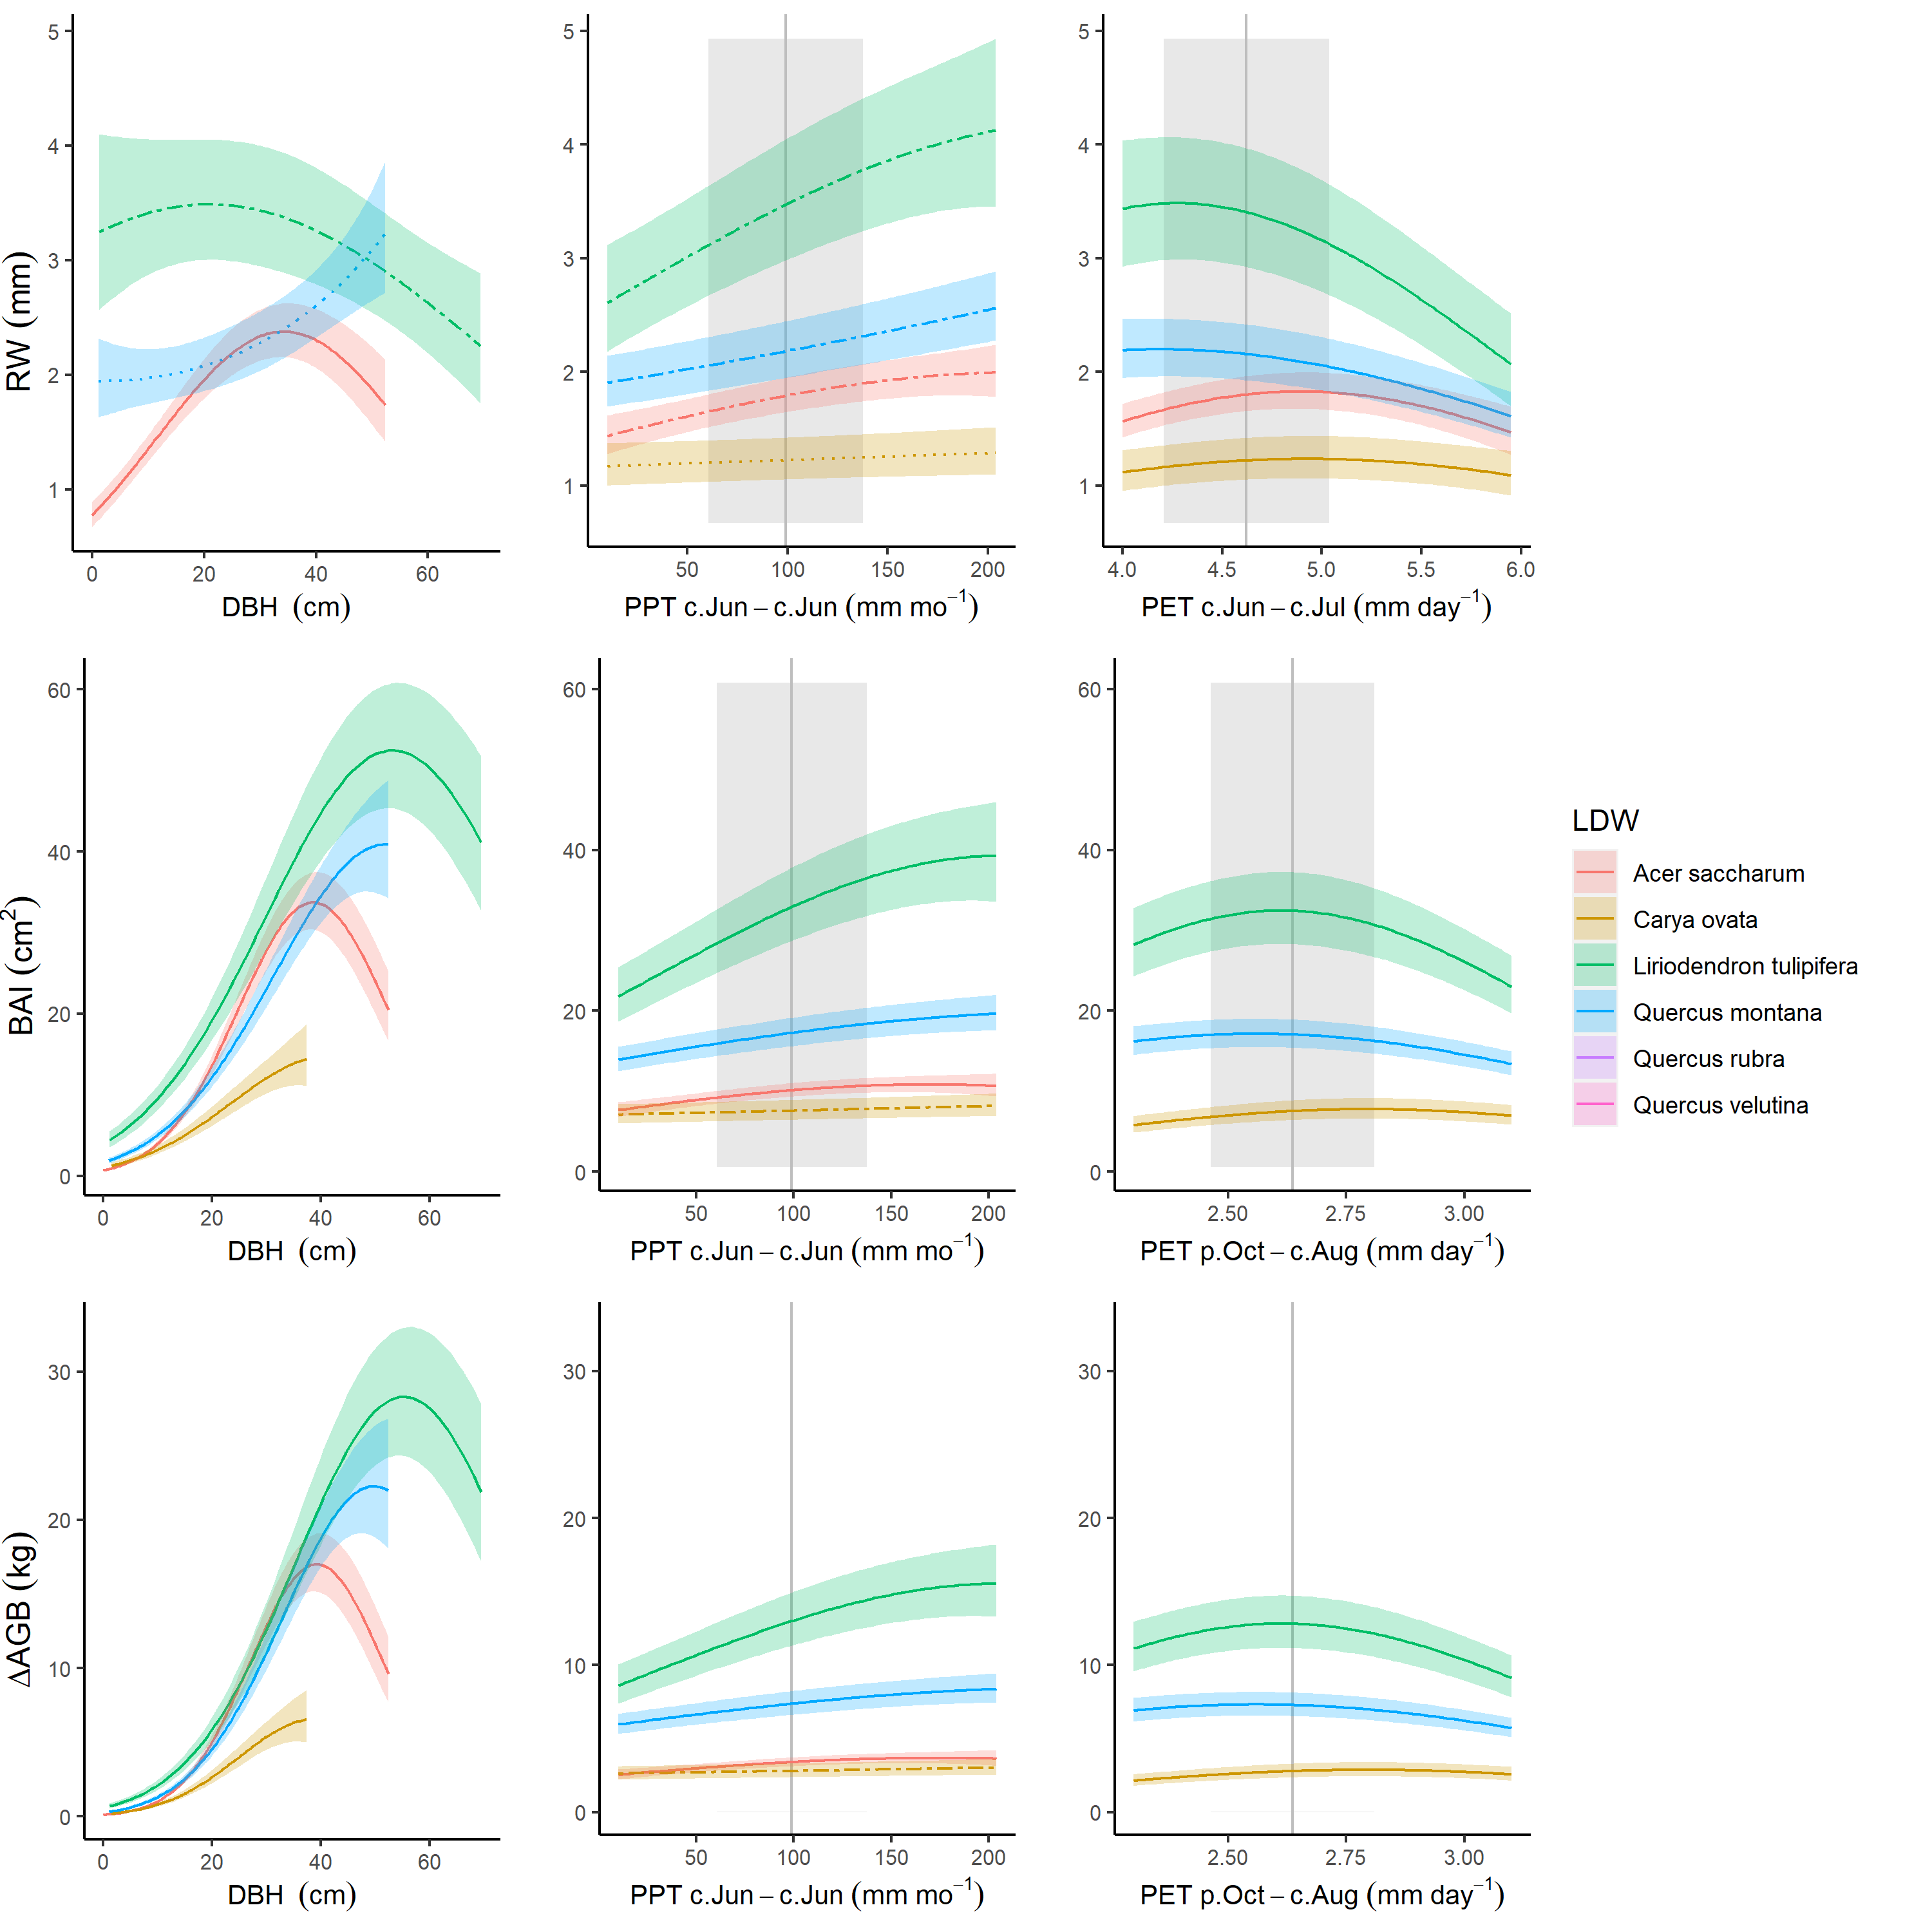 5
4
3
2
1
RW (mm)
0 20 40 60
DBH (cm)
5
4
3
2
1
50 100 150 200
PPT c.Jun – c.Jun (mm mo⁻¹)
5
4
3
2
1
4.0 4.5 5.0 5.5 6.0
PET c.Jun – c.Jul (mm day⁻¹)
60
40
20
0
BAI (cm²)
0 20 40 60
DBH (cm)
60
40
20
0
50 100 150 200
PPT c.Jun – c.Jun (mm mo⁻¹)
60
40
20
0
2.50 2.75 3.00
PET p.Oct – c.Aug (mm day⁻¹)
LDW
Acer saccharum
Carya ovata
Liriodendron tulipifera
Quercus montana
Quercus rubra
Quercus velutina
30
20
10
0
ΔAGB (kg)
0 20 40 60
DBH (cm)
30
20
10
0
50 100 150 200
PPT c.Jun – c.Jun (mm mo⁻¹)
30
20
10
0
2.50 2.75 3.00
PET p.Oct – c.Aug (mm day⁻¹)